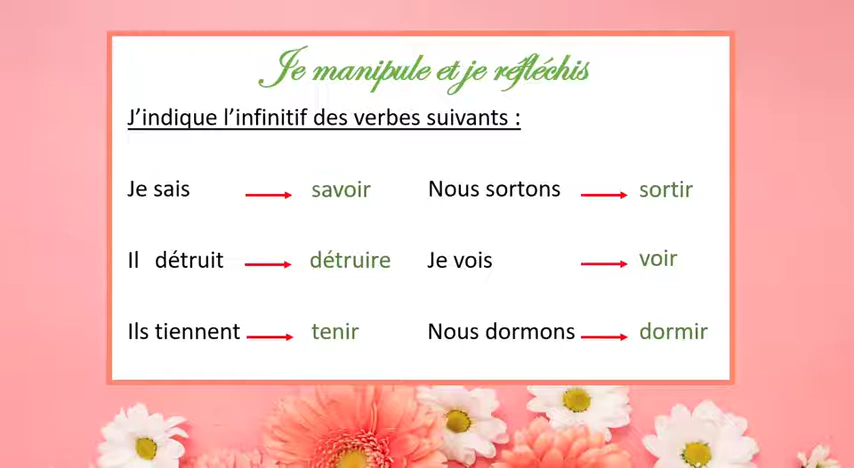 Je manipule et je réfléchis
J'indique l'infinitif des verbes suivants :
Je sais → savoir Nous sortons → sortir
Il détruit → détruire Je vois → voir
Ils tiennent → tenir Nous dormons → dormir